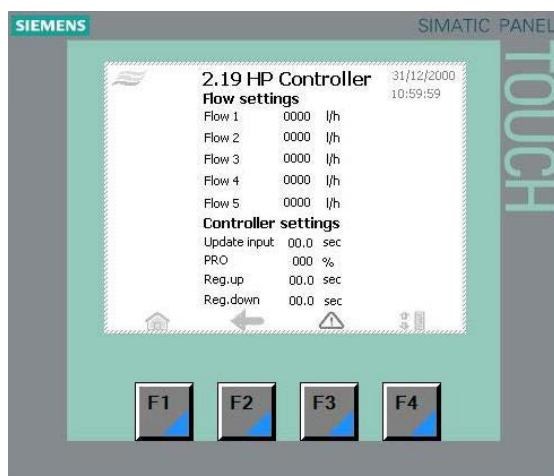 SIEMENS
SIMATIC PANEL
TOUCH
2.19 HP Controller
31/12/2000
10:59:59
Flow settings
Flow 1 0000 l/h
Flow 2 0000 l/h
Flow 3 0000 l/h
Flow 4 0000 l/h
Flow 5 0000 l/h
Controller settings
Update input 00.0 sec
PRO 000 %
Reg.up 00.0 sec
Reg.down 00.0 sec
F1 F2 F3 F4